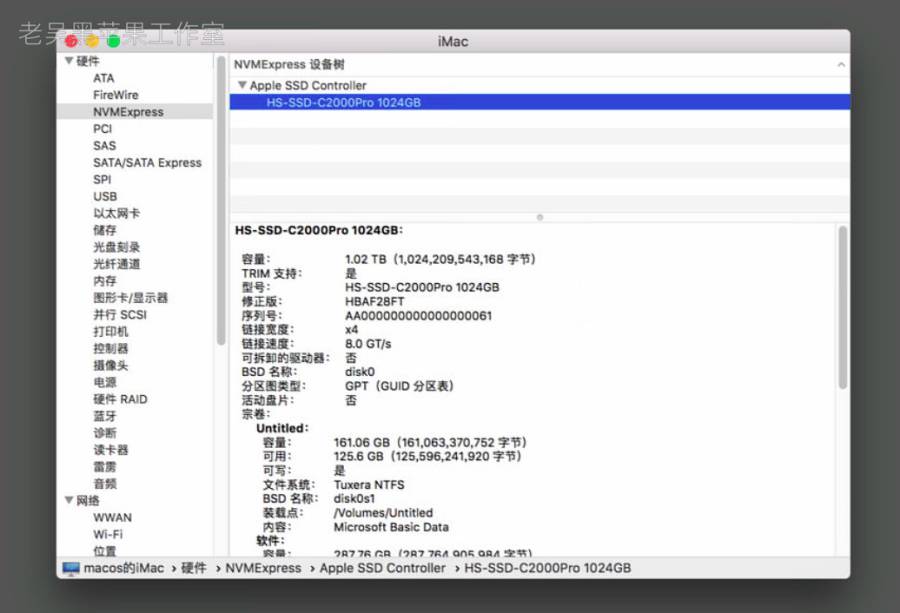 老吴黑苹果工作室
iMac
硬件
ATA
FireWire
NVMExpress
PCI
SAS
SATA/SATA Express
SPI
USB
以太网卡
储存
光盘刻录
光纤通道
内存
图形卡/显示器
并行 SCSI
打印机
控制器
摄像头
电源
硬件 RAID
蓝牙
诊断
读卡器
雷雳
音频
网络
WWAN
Wi-Fi
位置
NVMExpress 设备树
Apple SSD Controller
HS-SSD-C2000Pro 1024GB
HS-SSD-C2000Pro 1024GB:
容量: 1.02 TB（1,024,209,543,168 字节）
TRIM 支持: 是
型号: HS-SSD-C2000Pro 1024GB
修正版: HBAF28FT
序列号: AA000000000000000061
链接宽度: x4
链接速度: 8.0 GT/s
可拆卸的驱动器: 否
BSD 名称: disk0
分区图类型: GPT（GUID 分区表）
活动盘片: 否
宗卷:
Untitled:
容量: 161.06 GB（161,063,370,752 字节）
可用: 125.6 GB（125,596,241,920 字节）
可写: 是
文件系统: Tuxera NTFS
BSD 名称: disk0s1
装载点: /Volumes/Untitled
内容: Microsoft Basic Data
软件:
容量: 287.76 GB（287,764,905,984 字节）
macos的iMac › 硬件 › NVMExpress › Apple SSD Controller › HS-SSD-C2000Pro 1024GB